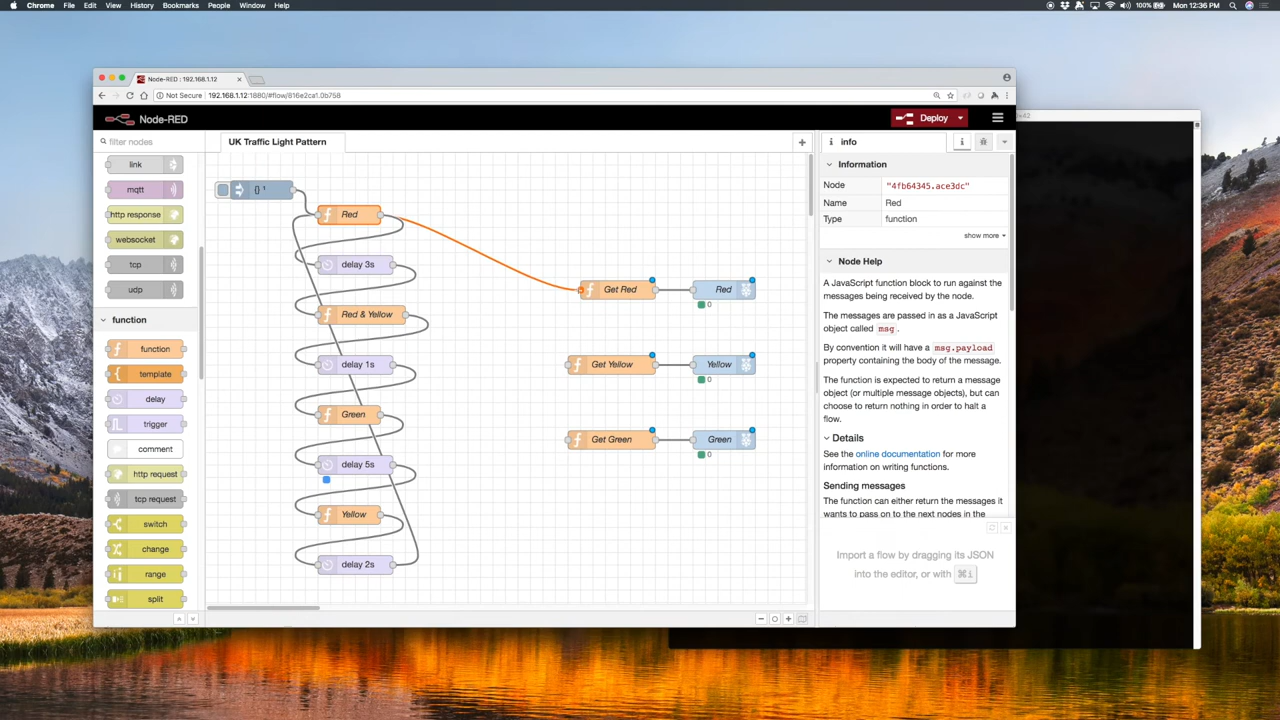 Chrome File Edit View History Bookmarks People Window Help
100% Mon 12:36 PM
Node-RED : 192.168.1.12
Not Secure 192.168.1.12:1880/#flow/816e2ca1.0b758
Node-RED
Deploy
filter nodes
UK Traffic Light Pattern
i info
link
mqtt
http response
websocket
tcp
udp
function
function
template
delay
trigger
comment
http request
tcp request
switch
change
range
split
{} ¹
Red
delay 3s
Red & Yellow
delay 1s
Green
delay 5s
Yellow
delay 2s
Get Red
Red
0
Get Yellow
Yellow
0
Get Green
Green
0
Information
Node "4fb64345.ace3dc"
Name Red
Type function
show more
Node Help
A JavaScript function block to run against the
messages being received by the node.
The messages are passed in as a JavaScript
object called msg.
By convention it will have a msg.payload
property containing the body of the message.
The function is expected to return a message
object (or multiple message objects), but can
choose to return nothing in order to halt a
flow.
Details
See the online documentation for more
information on writing functions.
Sending messages
The function can either return the messages it
wants to pass on to the next nodes in the
Import a flow by dragging its JSON
into the editor, or with ⌘i